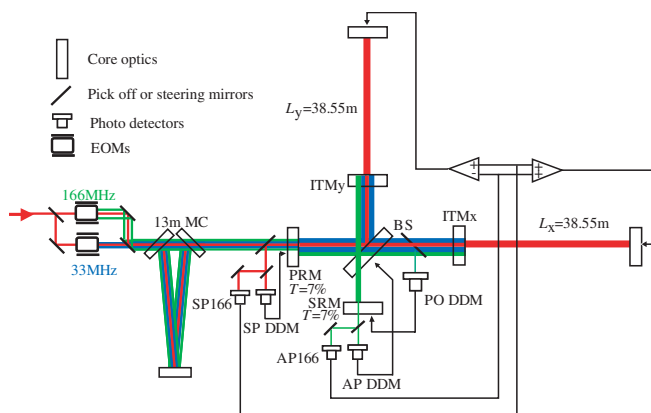 Core optics
Pick off or steering mirrors
Photo detectors
EOMs
Ly=38.55m
166MHz
33MHz
13m MC
ITMy
BS
ITMx
Lx=38.55m
PRM
T=7%
SP166
SP DDM
SRM
T=7%
PO DDM
AP166
AP DDM
+
-
+
+